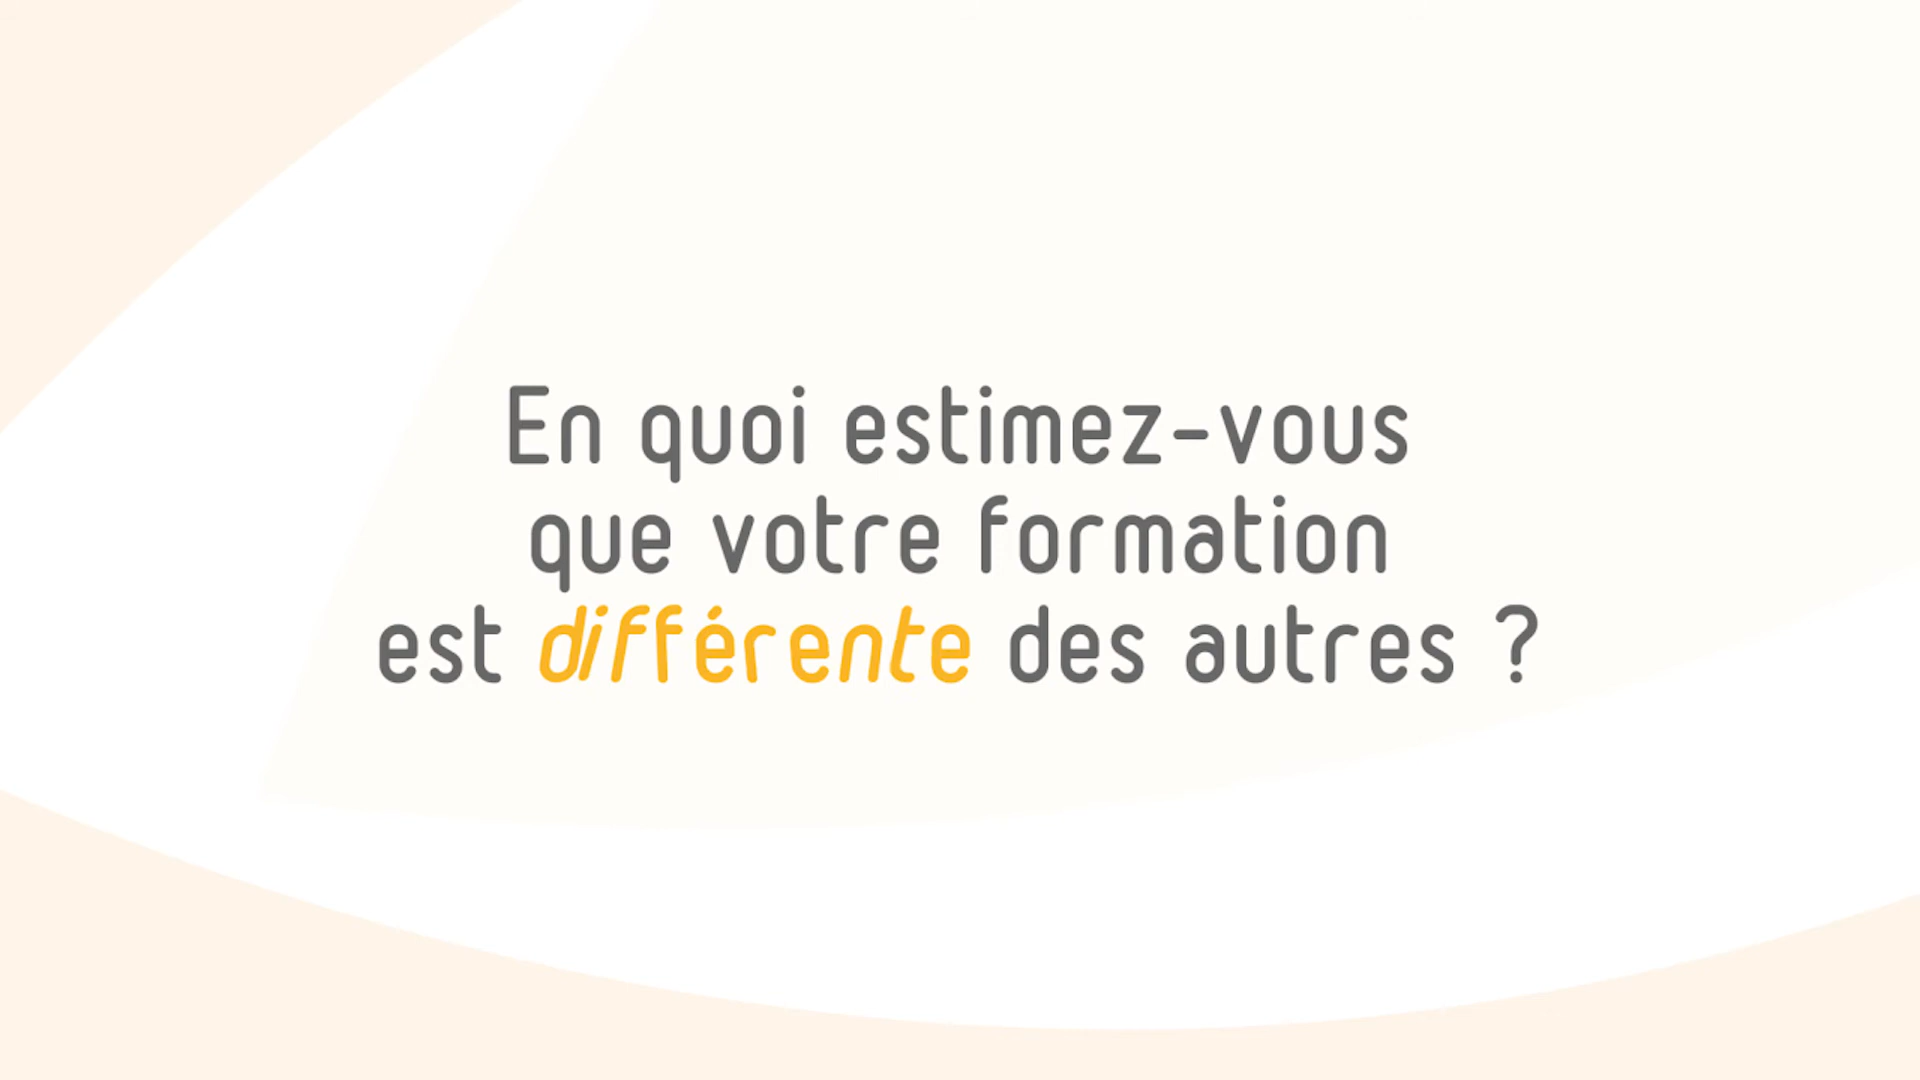 En quoi estimez-vous
que votre formation
est différente des autres ?